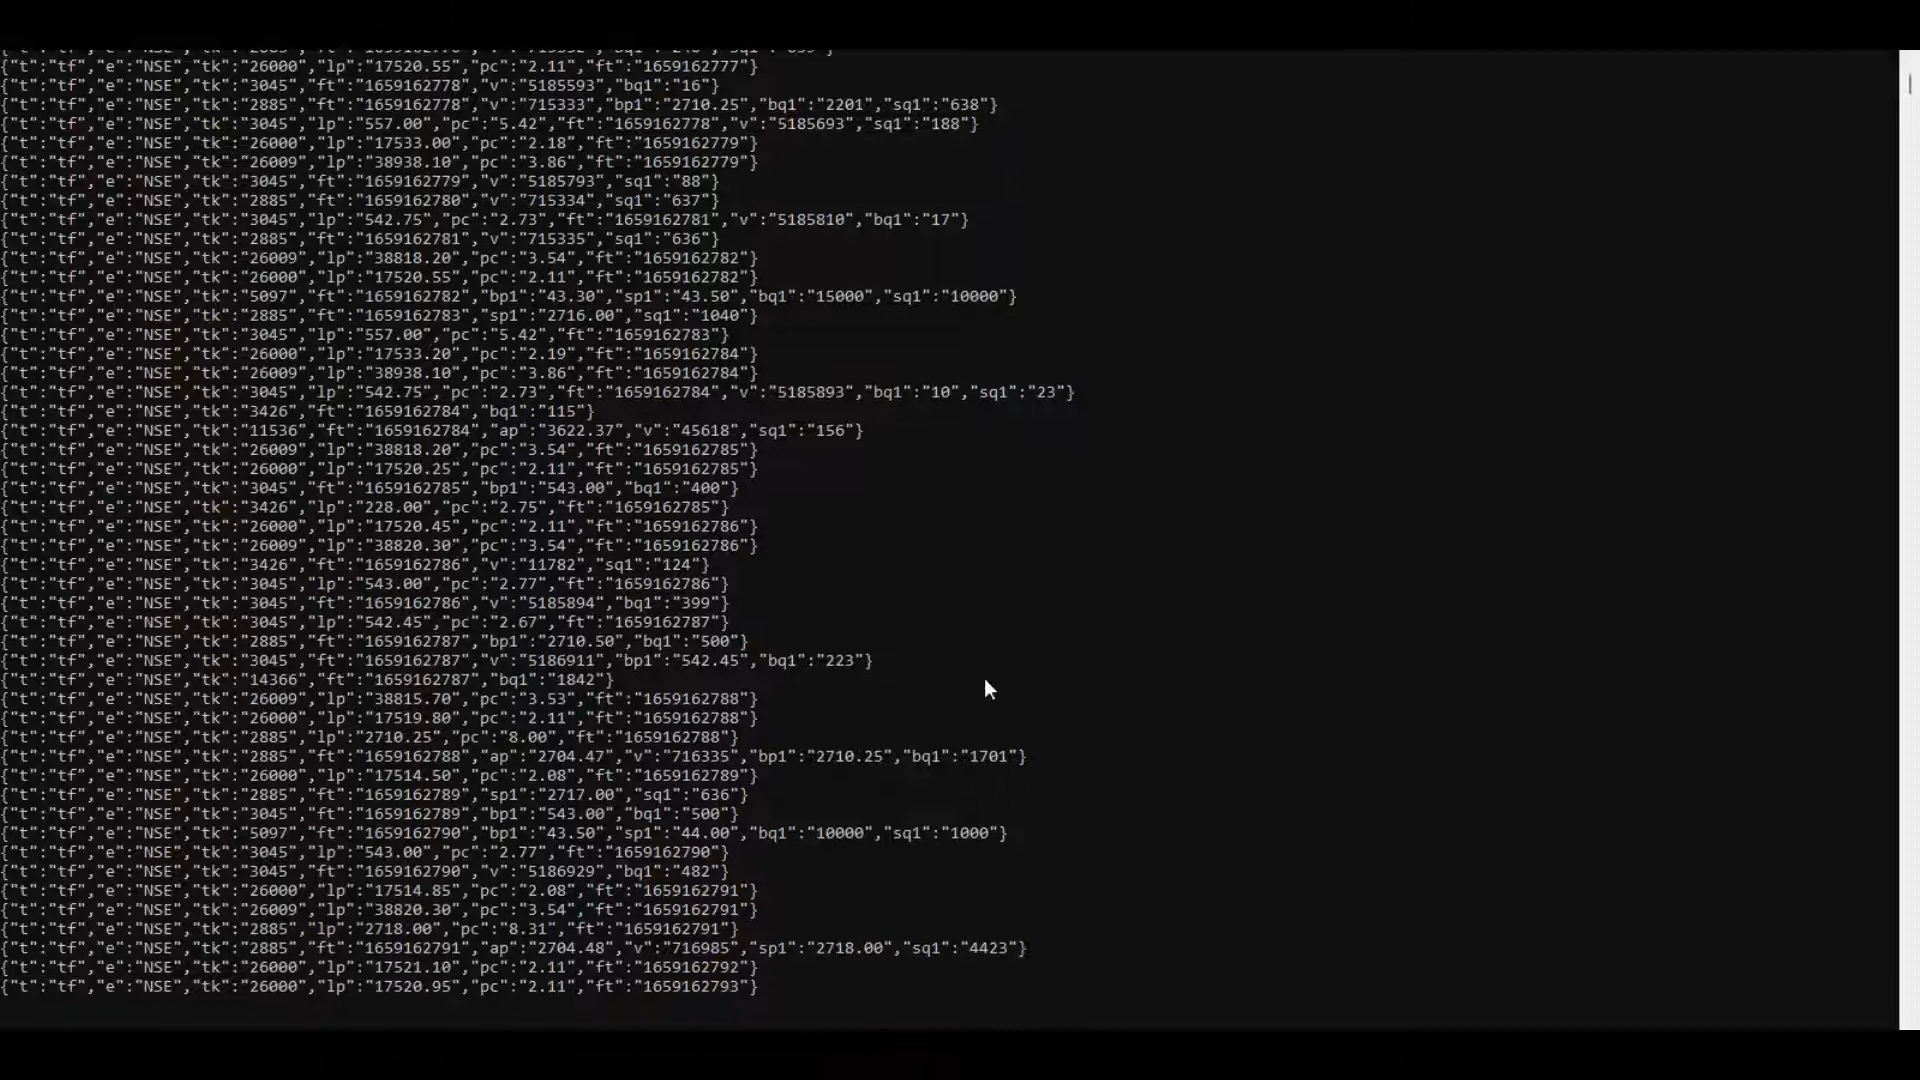 {"t":"tf","e":"NSE","tk":"26000","lp":"17520.55","pc":"2.11","ft":"1659162777"}
{"t":"tf","e":"NSE","tk":"3045","ft":"1659162778","v":"5185593","bq1":"16"}
{"t":"tf","e":"NSE","tk":"2885","ft":"1659162778","v":"715333","bp1":"2710.25","bq1":"2201","sq1":"638"}
{"t":"tf","e":"NSE","tk":"3045","lp":"557.00","pc":"5.42","ft":"1659162778","v":"5185693","sq1":"188"}
{"t":"tf","e":"NSE","tk":"26000","lp":"17533.00","pc":"2.18","ft":"1659162779"}
{"t":"tf","e":"NSE","tk":"26009","lp":"38938.10","pc":"3.86","ft":"1659162779"}
{"t":"tf","e":"NSE","tk":"3045","ft":"1659162779","v":"5185793","sq1":"88"}
{"t":"tf","e":"NSE","tk":"2885","ft":"1659162780","v":"715334","sq1":"637"}
{"t":"tf","e":"NSE","tk":"3045","lp":"542.75","pc":"2.73","ft":"1659162781","v":"5185810","bq1":"17"}
{"t":"tf","e":"NSE","tk":"2885","ft":"1659162781","v":"715335","sq1":"636"}
{"t":"tf","e":"NSE","tk":"26009","lp":"38818.20","pc":"3.54","ft":"1659162782"}
{"t":"tf","e":"NSE","tk":"26000","lp":"17520.55","pc":"2.11","ft":"1659162782"}
{"t":"tf","e":"NSE","tk":"5097","ft":"1659162782","bp1":"43.30","sp1":"43.50","bq1":"15000","sq1":"10000"}
{"t":"tf","e":"NSE","tk":"2885","ft":"1659162783","sp1":"2716.00","sq1":"1040"}
{"t":"tf","e":"NSE","tk":"3045","lp":"557.00","pc":"5.42","ft":"1659162783"}
{"t":"tf","e":"NSE","tk":"26000","lp":"17533.20","pc":"2.19","ft":"1659162784"}
{"t":"tf","e":"NSE","tk":"26009","lp":"38938.10","pc":"3.86","ft":"1659162784"}
{"t":"tf","e":"NSE","tk":"3045","lp":"542.75","pc":"2.73","ft":"1659162784","v":"5185893","bq1":"10","sq1":"23"}
{"t":"tf","e":"NSE","tk":"3426","ft":"1659162784","bq1":"115"}
{"t":"tf","e":"NSE","tk":"11536","ft":"1659162784","ap":"3622.37","v":"45618","sq1":"156"}
{"t":"tf","e":"NSE","tk":"26009","lp":"38818.20","pc":"3.54","ft":"1659162785"}
{"t":"tf","e":"NSE","tk":"26000","lp":"17520.25","pc":"2.11","ft":"1659162785"}
{"t":"tf","e":"NSE","tk":"3045","ft":"1659162785","bp1":"543.00","bq1":"400"}
{"t":"tf","e":"NSE","tk":"3426","lp":"228.00","pc":"2.75","ft":"1659162785"}
{"t":"tf","e":"NSE","tk":"26000","lp":"17520.45","pc":"2.11","ft":"1659162786"}
{"t":"tf","e":"NSE","tk":"26009","lp":"38820.30","pc":"3.54","ft":"1659162786"}
{"t":"tf","e":"NSE","tk":"3426","ft":"1659162786","v":"11782","sq1":"124"}
{"t":"tf","e":"NSE","tk":"3045","lp":"543.00","pc":"2.77","ft":"1659162786"}
{"t":"tf","e":"NSE","tk":"3045","ft":"1659162786","v":"5185894","bq1":"399"}
{"t":"tf","e":"NSE","tk":"3045","lp":"542.45","pc":"2.67","ft":"1659162787"}
{"t":"tf","e":"NSE","tk":"2885","ft":"1659162787","bp1":"2710.50","bq1":"500"}
{"t":"tf","e":"NSE","tk":"3045","ft":"1659162787","v":"5186911","bp1":"542.45","bq1":"223"}
{"t":"tf","e":"NSE","tk":"14366","ft":"1659162787","bq1":"1842"}
{"t":"tf","e":"NSE","tk":"26009","lp":"38815.70","pc":"3.53","ft":"1659162788"}
{"t":"tf","e":"NSE","tk":"26000","lp":"17519.80","pc":"2.11","ft":"1659162788"}
{"t":"tf","e":"NSE","tk":"2885","lp":"2710.25","pc":"8.00","ft":"1659162788"}
{"t":"tf","e":"NSE","tk":"2885","ft":"1659162788","ap":"2704.47","v":"716335","bp1":"2710.25","bq1":"1701"}
{"t":"tf","e":"NSE","tk":"26000","lp":"17514.50","pc":"2.08","ft":"1659162789"}
{"t":"tf","e":"NSE","tk":"2885","ft":"1659162789","sp1":"2717.00","sq1":"636"}
{"t":"tf","e":"NSE","tk":"3045","ft":"1659162789","bp1":"543.00","bq1":"500"}
{"t":"tf","e":"NSE","tk":"5097","ft":"1659162790","bp1":"43.50","sp1":"44.00","bq1":"10000","sq1":"1000"}
{"t":"tf","e":"NSE","tk":"3045","lp":"543.00","pc":"2.77","ft":"1659162790"}
{"t":"tf","e":"NSE","tk":"3045","ft":"1659162790","v":"5186929","bq1":"482"}
{"t":"tf","e":"NSE","tk":"26000","lp":"17514.85","pc":"2.08","ft":"1659162791"}
{"t":"tf","e":"NSE","tk":"26009","lp":"38820.30","pc":"3.54","ft":"1659162791"}
{"t":"tf","e":"NSE","tk":"2885","lp":"2718.00","pc":"8.31","ft":"1659162791"}
{"t":"tf","e":"NSE","tk":"2885","ft":"1659162791","ap":"2704.48","v":"716985","sp1":"2718.00","sq1":"4423"}
{"t":"tf","e":"NSE","tk":"26000","lp":"17521.10","pc":"2.11","ft":"1659162792"}
{"t":"tf","e":"NSE","tk":"26000","lp":"17520.95","pc":"2.11","ft":"1659162793"}